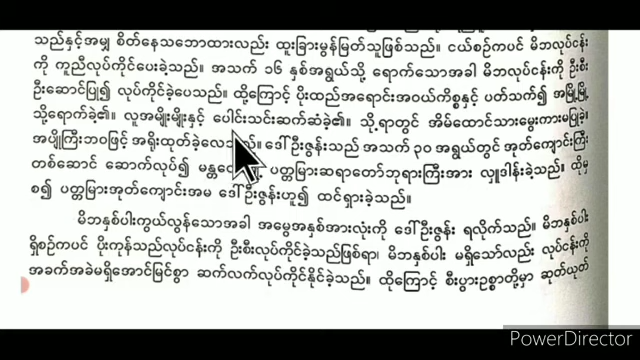 သည်နှင့်အမျှ စိတ်နေသဘောထားလည်း ထူးခြားမွန်မြတ်သူဖြစ်သည်။ ငယ်စဉ်ကပင် မိဘလုပ်ငန်း
ကို ကူညီလုပ်ကိုင်ပေးခဲ့သည်။ အသက် ၁၆ နှစ်အရွယ်သို့ ရောက်သောအခါ မိဘလုပ်ငန်းကို ဦးစီး
ဦးဆောင်ပြု၍ လုပ်ကိုင်ခဲ့ပေသည်။ ထို့ကြောင့် ပိုးထည်အရောင်းအဝယ်ကိစ္စနှင့် ပတ်သက်၍ အမြို့မြို့
သို့ရောက်ခဲ့၏။ လူအမျိုးမျိုးနှင့် ပေါင်းသင်းဆက်ဆံခဲ့၏။ သို့ရာတွင် အိမ်ထောင်သားမွေးကားမပြုခဲ့။
အပျိုကြီးဘဝဖြင့် အရိုးထုတ်ခဲ့လေ ဒေါ်ဦးဇွန်းသည် အသက် ၃၀ အရွယ်တွင် အုတ်ကျောင်းကြီး
တစ်ဆောင် ဆောက်လုပ်၍ ပတ္တမြားဆရာတော်ဘုရားကြီးအား လှူဒါန်းခဲ့သည်။ ထိုမှ
စ၍ ပတ္တမြားအုတ်ကျောင်းအမ ဒေါ်ဦးဇွန်းဟူ၍ ထင်ရှားခဲ့သည်။
မိဘနှစ်ပါးကွယ်လွန်သောအခါ အမွေအနှစ်အားလုံးကို ဒေါ်ဦးဇွန်း ရလိုက်သည်။ မိဘနှစ်ပါး
ရှိစဉ်ကပင် ပိုးကုန်သည်လုပ်ငန်းကို ဦးစီးလုပ်ကိုင်ခဲ့သည်ဖြစ်ရာ၊ မိဘနှစ်ပါး မရှိသော်လည်း လုပ်ငန်းကို
အခက်အခဲမရှိအောင်မြင်စွာ ဆက်လက်လုပ်ကိုင်နိုင်ခဲ့သည်။ ထို့ကြောင့် စီးပွားဥစ္စာတို့မှာ ဆုတ်ယုတ်
PowerDirector